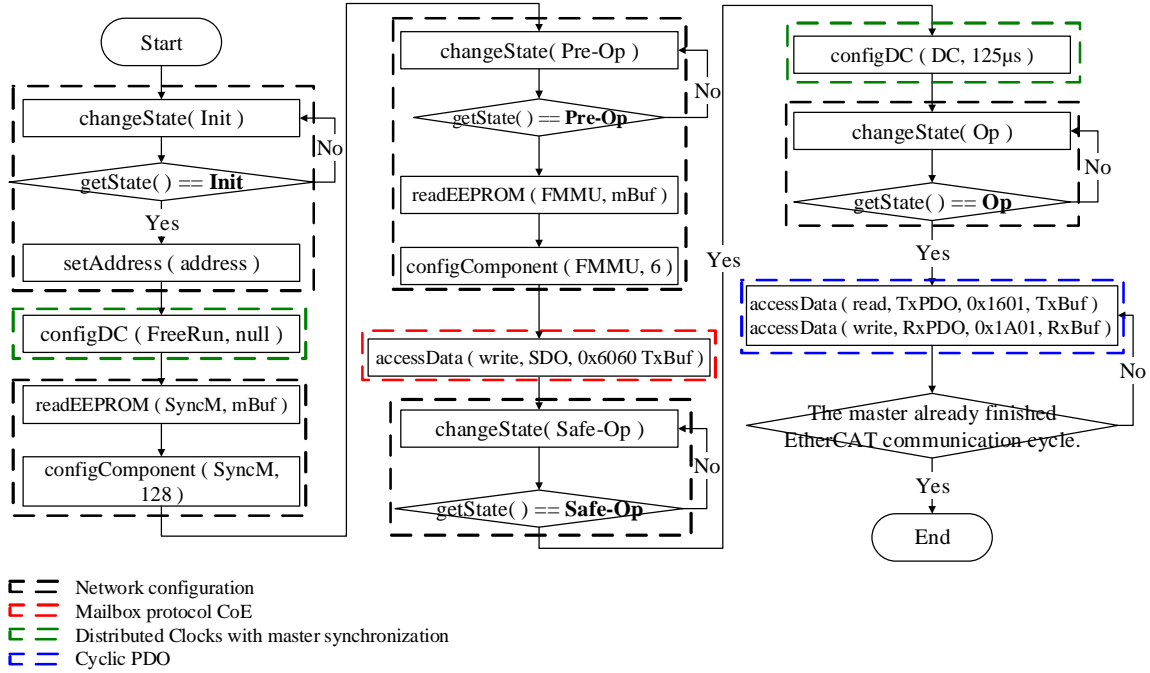 Start
changeState( Init )
No
getState( ) == Init
Yes
setAddress ( address )
configDC ( FreeRun, null )
readEEPROM ( SyncM, mBuf )
configComponent ( SyncM,
128 )
changeState( Pre-Op )
No
getState( ) == Pre-Op
readEEPROM ( FMMU, mBuf )
configComponent ( FMMU, 6 )
accessData ( write, SDO, 0x6060 TxBuf )
changeState( Safe-Op )
No
getState( ) == Safe-Op
Yes
configDC ( DC, 125μs )
changeState( Op )
No
getState( ) == Op
Yes
accessData ( read, TxPDO, 0x1601, TxBuf )
accessData ( write, RxPDO, 0x1A01, RxBuf )
No
The master already finished
EtherCAT communication cycle.
Yes
End
Network configuration
Mailbox protocol CoE
Distributed Clocks with master synchronization
Cyclic PDO